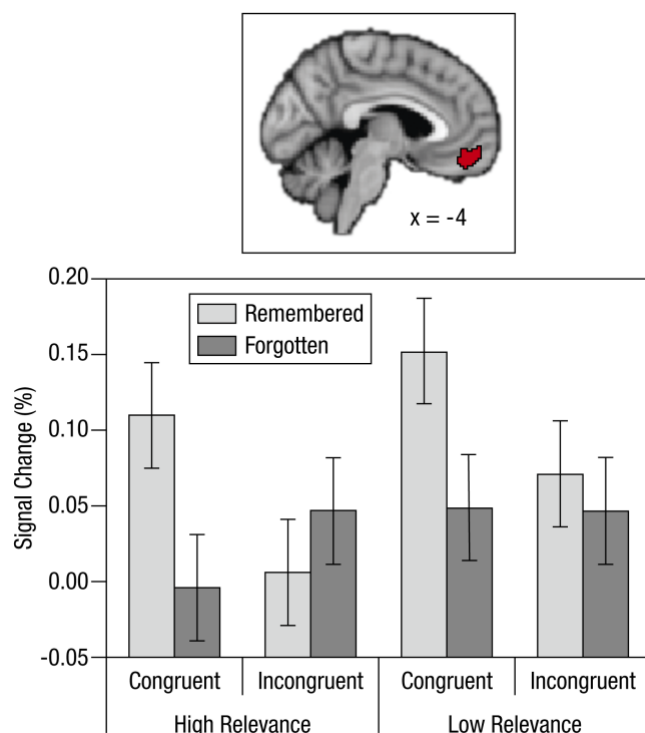 x = -4
0.20
0.15
0.10
0.05
0.00
-0.05
Signal Change (%)
Remembered
Forgotten
Congruent Incongruent Congruent Incongruent
High Relevance Low Relevance